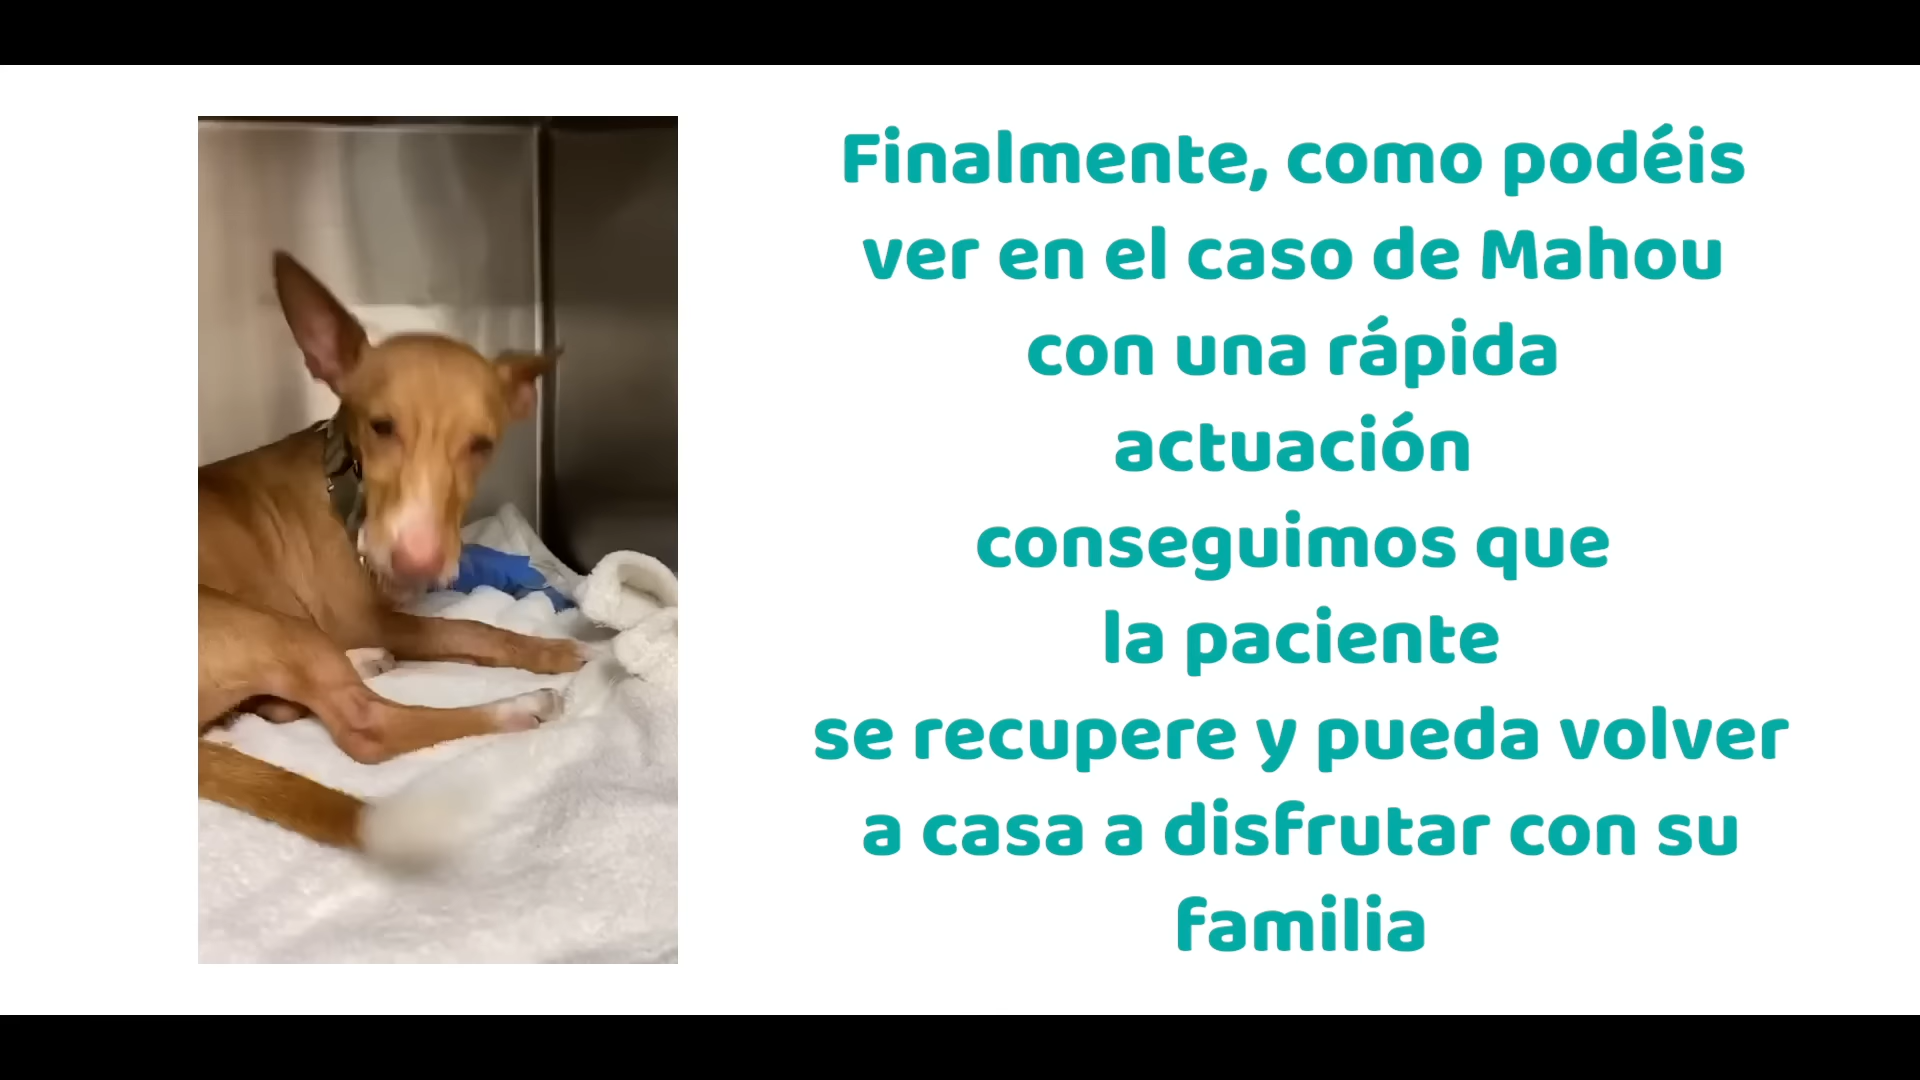 Finalmente, como podéis
ver en el caso de Mahou
con una rápida
actuación
conseguimos que
la paciente
se recupere y pueda volver
a casa a disfrutar con su
familia